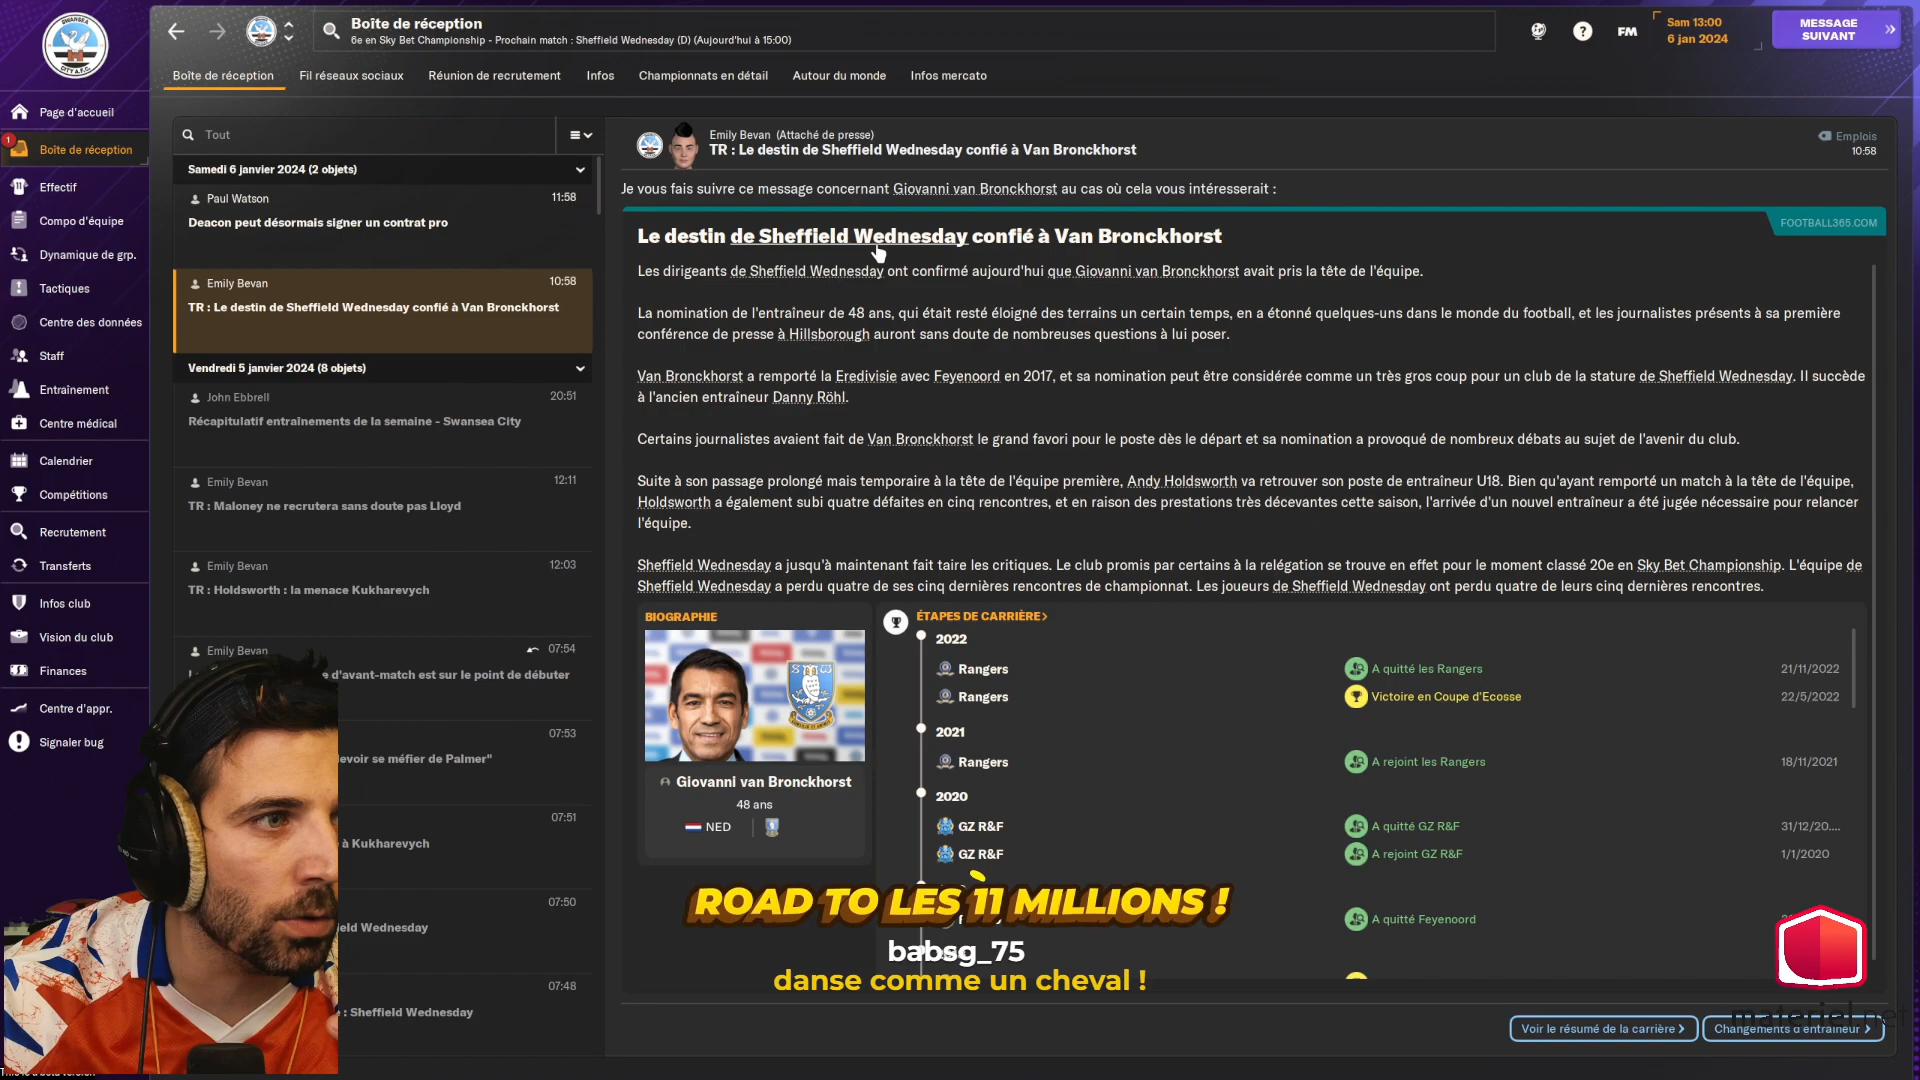 SWANSEA
CITY A.F.C
Boîte de réception
6e en Sky Bet Championship - Prochain match : Sheffield Wednesday (D) (Aujourd'hui à 15:00)
FM
Sam 13:00
6 jan 2024
MESSAGE
SUIVANT
Boîte de réception
Fil réseaux sociaux
Réunion de recrutement
Infos
Championnats en détail
Autour du monde
Infos mercato
Page d'accueil
1
Boîte de réception
Effectif
Compo d'équipe
Dynamique de grp.
Tactiques
Centre des données
Staff
Entraînement
Centre médical
Calendrier
Compétitions
Recrutement
Transferts
Infos club
Vision du club
Finances
Centre d'appr.
Signaler bug
Tout
Samedi 6 janvier 2024 (2 objets)
Paul Watson 11:58
Deacon peut désormais signer un contrat pro
Emily Bevan 10:58
TR : Le destin de Sheffield Wednesday confié à Van Bronckhorst
Vendredi 5 janvier 2024 (8 objets)
John Ebbrell 20:51
Récapitulatif entraînements de la semaine - Swansea City
Emily Bevan 12:11
TR : Maloney ne recrutera sans doute pas Lloyd
Emily Bevan 12:03
TR : Holdsworth : la menace Kukharevych
Emily Bevan 07:54
d'avant-match est sur le point de débuter
07:53
devoir se méfier de Palmer"
07:51
à Kukharevych
07:50
ield Wednesday
07:48
: Sheffield Wednesday
Emily Bevan (Attaché de presse)
TR : Le destin de Sheffield Wednesday confié à Van Bronckhorst
Emplois
10:58
Je vous fais suivre ce message concernant Giovanni van Bronckhorst au cas où cela vous intéresserait :
FOOTBALL365.COM
Le destin de Sheffield Wednesday confié à Van Bronckhorst
Les dirigeants de Sheffield Wednesday ont confirmé aujourd'hui que Giovanni van Bronckhorst avait pris la tête de l'équipe.
La nomination de l'entraîneur de 48 ans, qui était resté éloigné des terrains un certain temps, en a étonné quelques-uns dans le monde du football, et les journalistes présents à sa première
conférence de presse à Hillsborough auront sans doute de nombreuses questions à lui poser.
Van Bronckhorst a remporté la Eredivisie avec Feyenoord en 2017, et sa nomination peut être considérée comme un très gros coup pour un club de la stature de Sheffield Wednesday. Il succède
à l'ancien entraîneur Danny Röhl.
Certains journalistes avaient fait de Van Bronckhorst le grand favori pour le poste dès le départ et sa nomination a provoqué de nombreux débats au sujet de l'avenir du club.
Suite à son passage prolongé mais temporaire à la tête de l'équipe première, Andy Holdsworth va retrouver son poste de entraîneur U18. Bien qu'ayant remporté un match à la tête de l'équipe,
Holdsworth a également subi quatre défaites en cinq rencontres, et en raison des prestations très décevantes cette saison, l'arrivée d'un nouvel entraîneur a été jugée nécessaire pour relancer
l'équipe.
Sheffield Wednesday a jusqu'à maintenant fait taire les critiques. Le club promis par certains à la relégation se trouve en effet pour le moment classé 20e en Sky Bet Championship. L'équipe de
Sheffield Wednesday a perdu quatre de ses cinq dernières rencontres de championnat. Les joueurs de Sheffield Wednesday ont perdu quatre de leurs cinq dernières rencontres.
BIOGRAPHIE
Giovanni van Bronckhorst
48 ans
NED
ÉTAPES DE CARRIÈRE>
2022
Rangers A quitté les Rangers 21/11/2022
Rangers Victoire en Coupe d'Ecosse 22/5/2022
2021
Rangers A rejoint les Rangers 18/11/2021
2020
GZ R&F A quitté GZ R&F 31/12/20....
GZ R&F A rejoint GZ R&F 1/1/2020
A quitté Feyenoord
ROAD TO LES 11 MILLIONS !
babsg_75
danse comme un cheval !
Voir le résumé de la carrière >
Changements d'entraîneur >
materiel.net